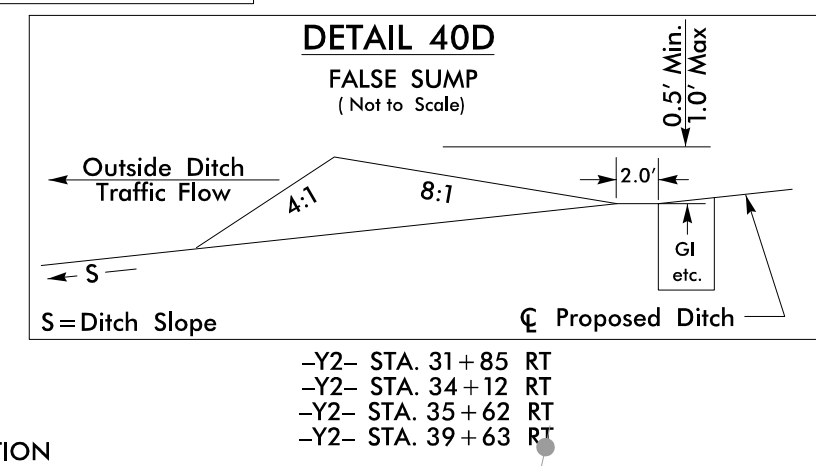 DETAIL 40D
FALSE SUMP
( Not to Scale)
0.5' Min.
1.0' Max
Outside Ditch
Traffic Flow
4:1
8:1
2.0'
GI
etc.
S
S=Ditch Slope
℄ Proposed Ditch
–Y2– STA. 31+85 RT
–Y2– STA. 34+12 RT
–Y2– STA. 35+62 RT
–Y2– STA. 39+63 RT
TION